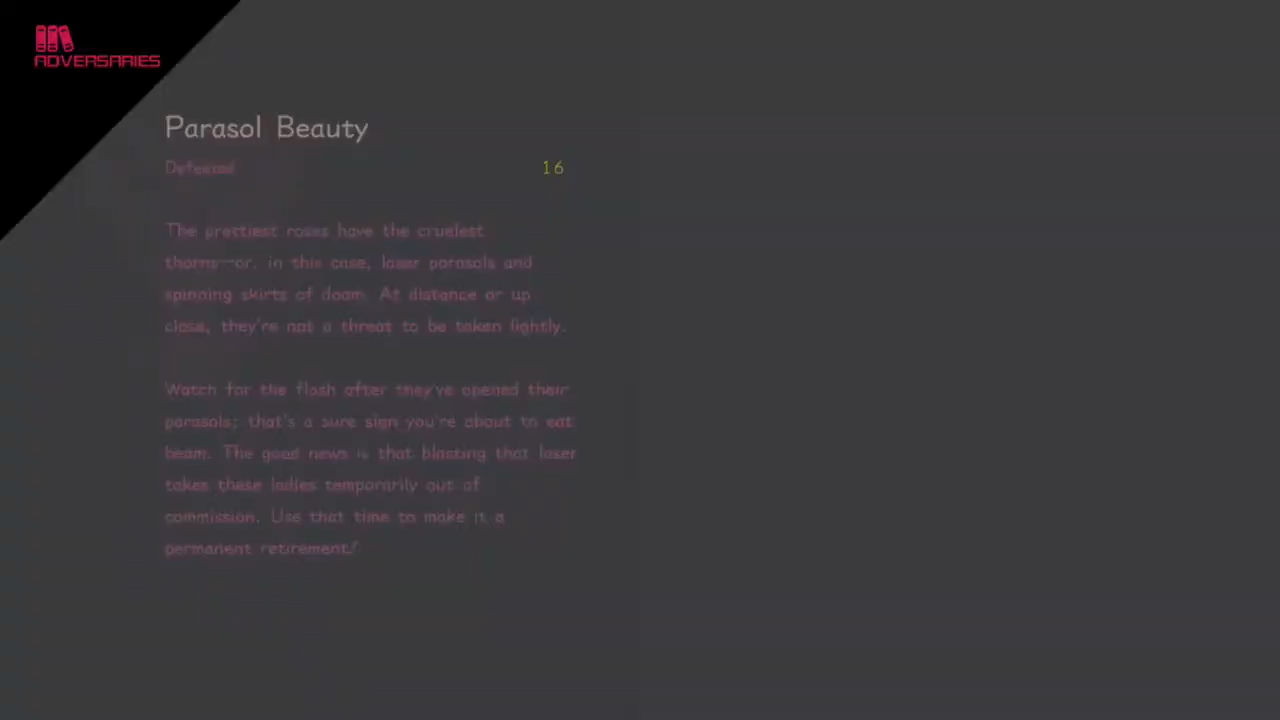 ADVERSARIES
Parasol Beauty
Defeated 16
The prettiest roses have the cruelest
thorns—or, in this case, laser parasols and
spinning skirts of doom. At distance or up
close, they're not a threat to be taken lightly.
Watch for the flash after they've opened their
parasols; that's a sure sign you're about to eat
beam. The good news is that blasting that laser
takes these ladies temporarily out of
commission. Use that time to make it a
permanent retirement!